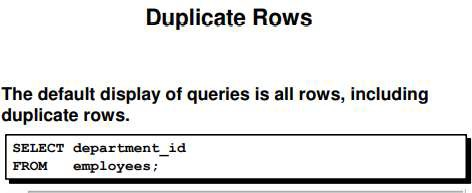 Duplicate Rows
The default display of queries is all rows, including
duplicate rows.
SELECT department_id
FROM   employees;